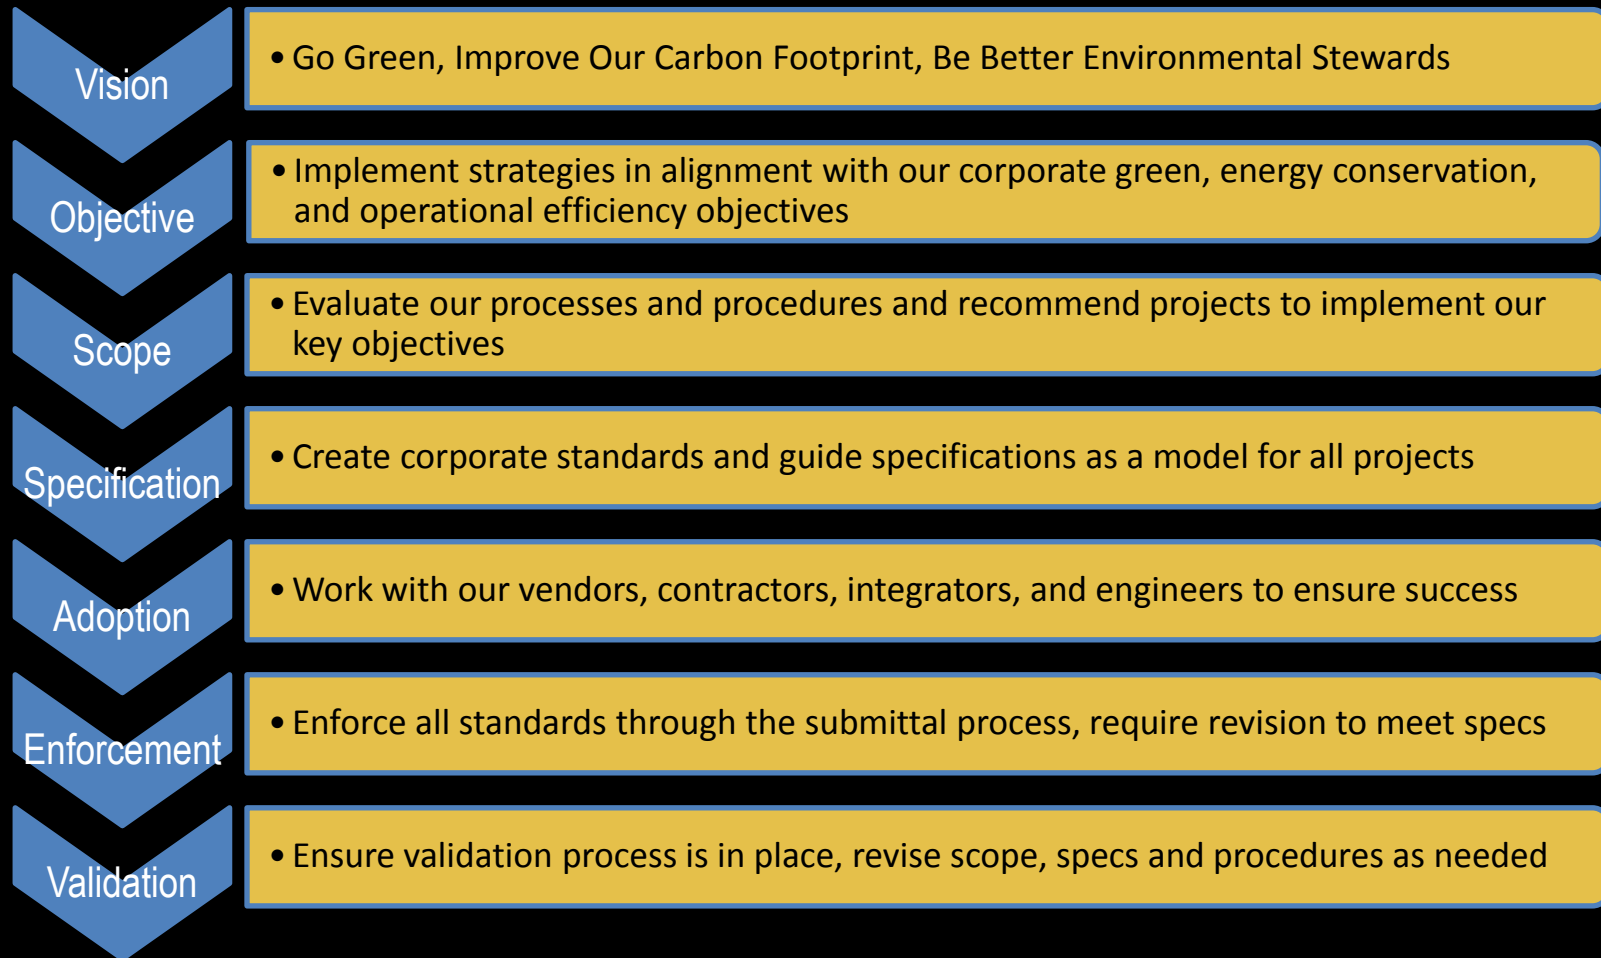 Vision
• Go Green, Improve Our Carbon Footprint, Be Better Environmental Stewards
Objective
• Implement strategies in alignment with our corporate green, energy conservation,
and operational efficiency objectives
Scope
• Evaluate our processes and procedures and recommend projects to implement our
key objectives
Specification
• Create corporate standards and guide specifications as a model for all projects
Adoption
• Work with our vendors, contractors, integrators, and engineers to ensure success
Enforcement
• Enforce all standards through the submittal process, require revision to meet specs
Validation
• Ensure validation process is in place, revise scope, specs and procedures as needed